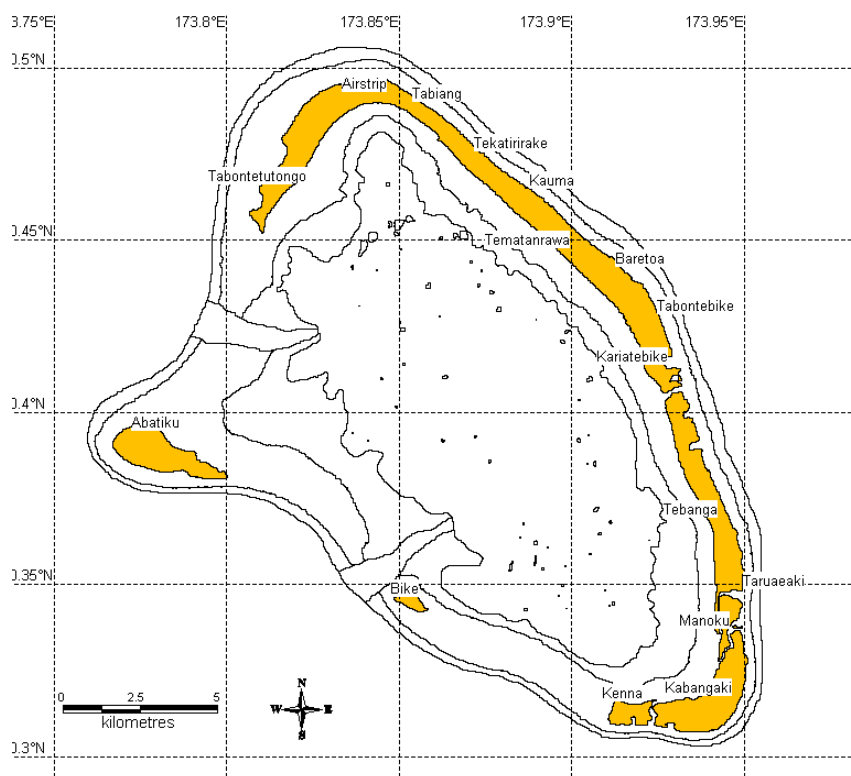 3.75°E 173.8°E 173.85°E 173.9°E 173.95°E
0.5°N
Airstrip
Tabiang
Tekatirirake
Tabontetutongo
Kauma
0.45°N
Tematanrawa
Baretoa
Tabontebike
Kariatebike
0.4°N
Abatiku
Tebanga
0.35°N
Taruaeaki
Bike
Manoku
Kenna
Kabangaki
0 2.5 5
kilometres
N
W E
S
0.3°N